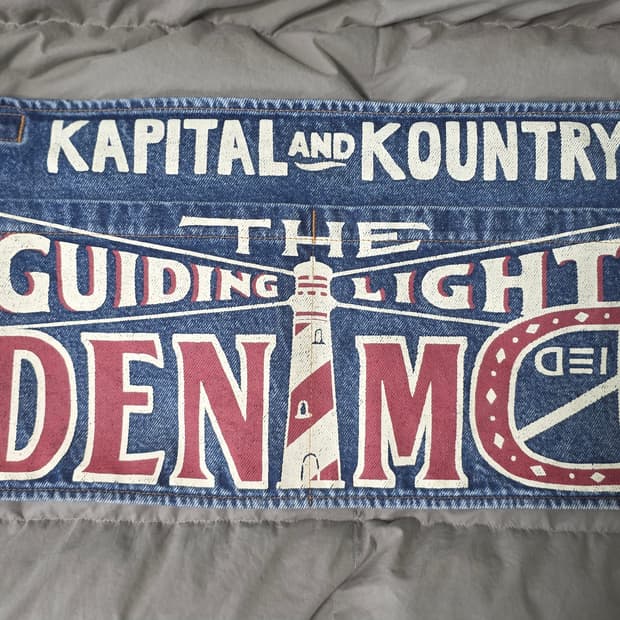 KAPITAL AND KOUNTRY
THE
GUIDING LIGHT
DENIM